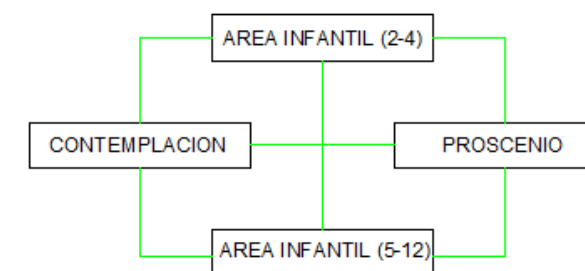 AREA INFANTIL (2-4)
CONTEMPLACION
PROSCENIO
AREA INFANTIL (5-12)